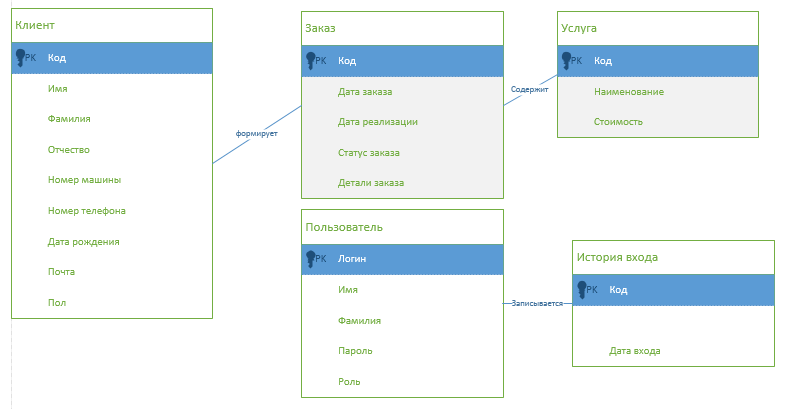 Клиент
PK Код
Имя
Фамилия
Отчество
Номер машины
Номер телефона
Дата рождения
Почта
Пол
формирует
Заказ
PK Код
Дата заказа
Дата реализации
Статус заказа
Детали заказа
Содержит
Услуга
PK Код
Наименование
Стоимость
Пользователь
PK Логин
Имя
Фамилия
Пароль
Роль
Записывается
История входа
PK Код
Дата входа